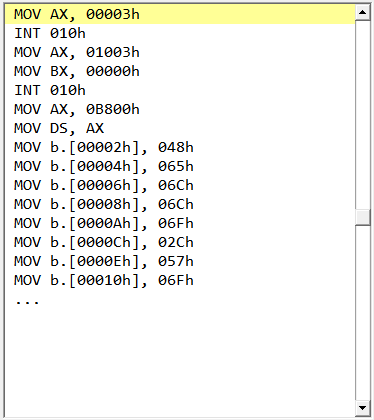 MOV AX, 00003h
INT 010h
MOV AX, 01003h
MOV BX, 00000h
INT 010h
MOV AX, 0B800h
MOV DS, AX
MOV b.[00002h], 048h
MOV b.[00004h], 065h
MOV b.[00006h], 06Ch
MOV b.[00008h], 06Ch
MOV b.[0000Ah], 06Fh
MOV b.[0000Ch], 02Ch
MOV b.[0000Eh], 057h
MOV b.[00010h], 06Fh
...